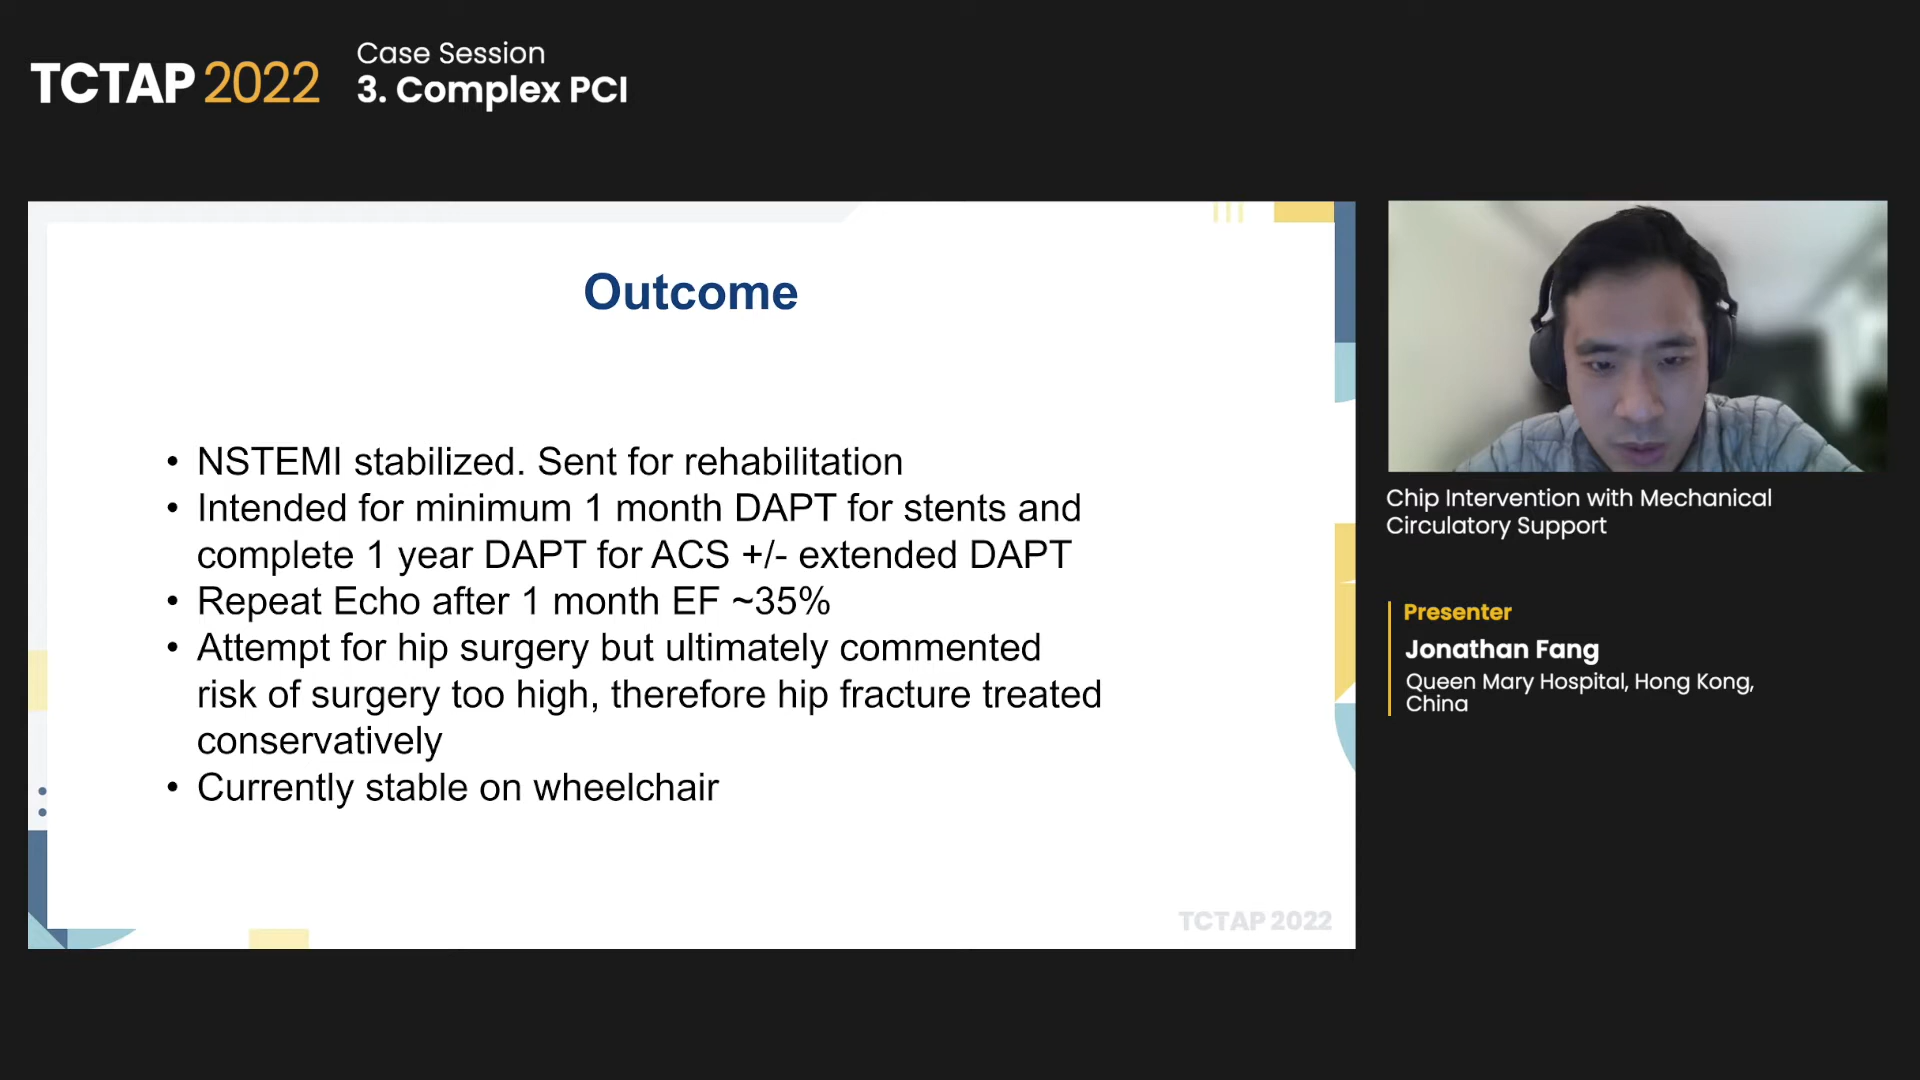 TCTAP 2022
Case Session
3. Complex PCI
Outcome
• NSTEMI stabilized. Sent for rehabilitation
• Intended for minimum 1 month DAPT for stents and
complete 1 year DAPT for ACS +/- extended DAPT
• Repeat Echo after 1 month EF ~35%
• Attempt for hip surgery but ultimately commented
risk of surgery too high, therefore hip fracture treated
conservatively
• Currently stable on wheelchair
TCTAP 2022
Chip Intervention with Mechanical
Circulatory Support
Presenter
Jonathan Fang
Queen Mary Hospital, Hong Kong,
China